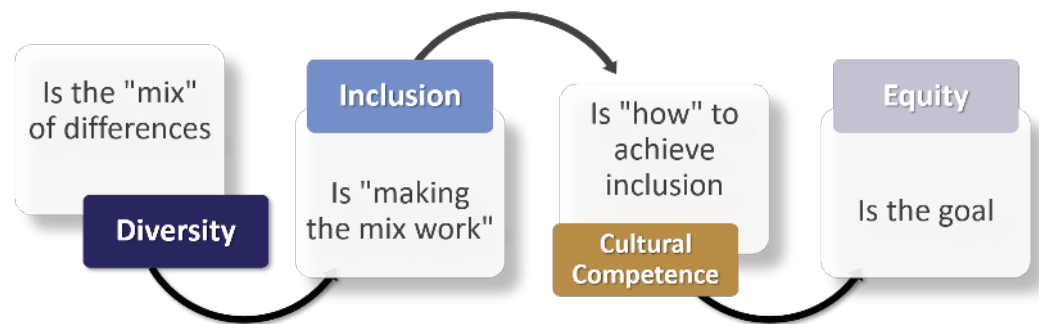 Is the "mix"
of differences
Diversity
Inclusion
Is "making
the mix work"
Is "how" to
achieve
inclusion
Cultural
Competence
Equity
Is the goal